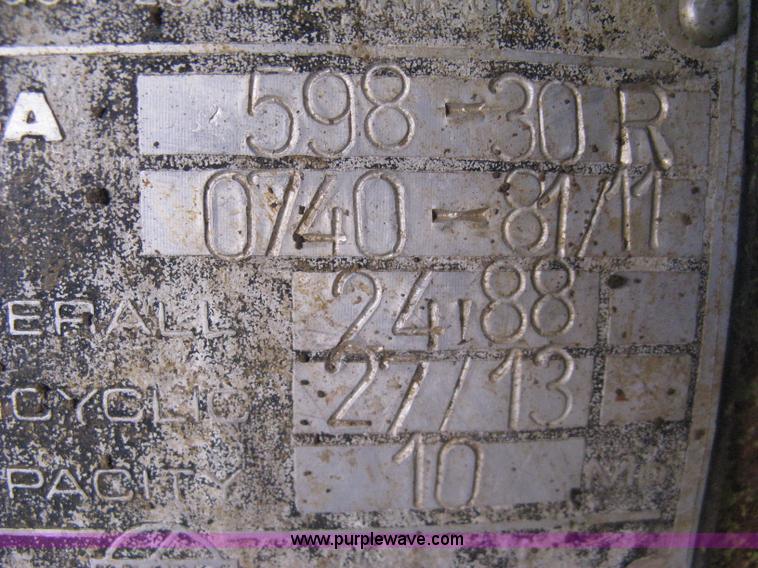 A 598-30R
0740-81/11
ERALL 24,88
CYCLIC 27/13
PACITY 10
www.purplewave.com